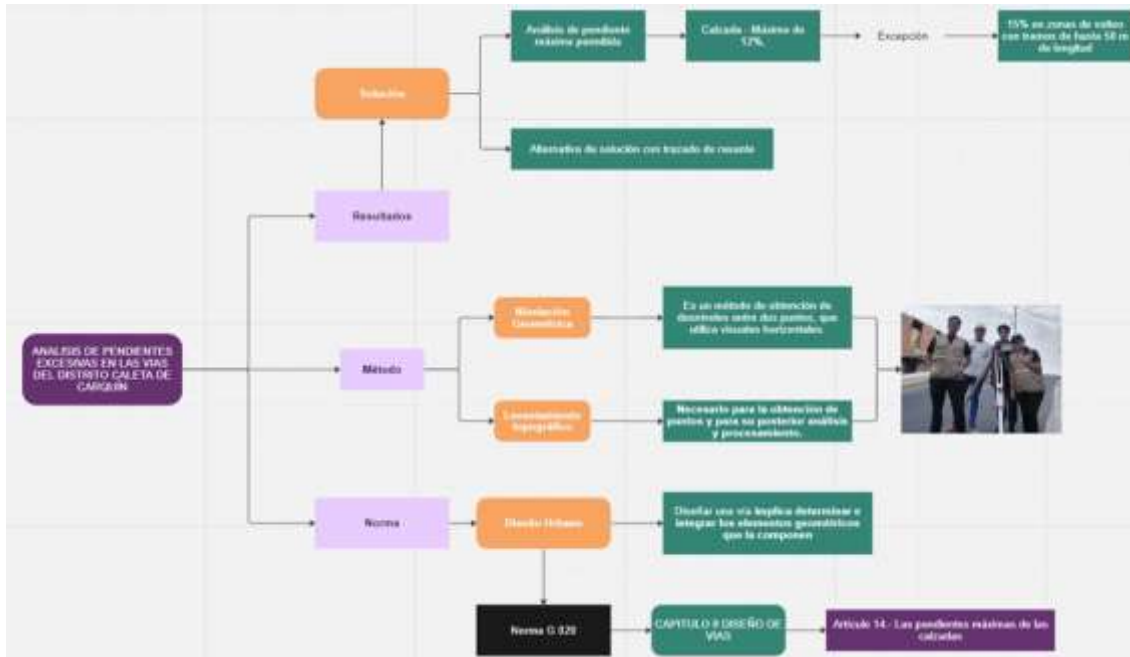 Análisis de pendiente
máxima permitida
Calzada - Máximo de
12%.
Excepción
15% en zonas de volteo
con tramos de hasta 50 m
de longitud
Solución
Alternativa de solución con trazado de rasante
Resultados
Nivelación
Geométrica
Es un método de obtención de
desniveles entre dos puntos, que
utiliza visuales horizontales
ANALISIS DE PENDIENTES
EXCESIVAS EN LAS VIAS
DEL DISTRITO CALETA DE
CARQUÍN
Método
Levantamiento
topográfico
Necesario para la obtención de
puntos y para su posterior análisis
y procesamiento.
Norma
Diseño Urbano
Diseñar una vía implica determinar e
integrar los elementos geométricos
que la componen
Norma G
CAPITULO II DISEÑO DE
VIAS
Artículo 14.- Las pendientes máximas de las
calzadas